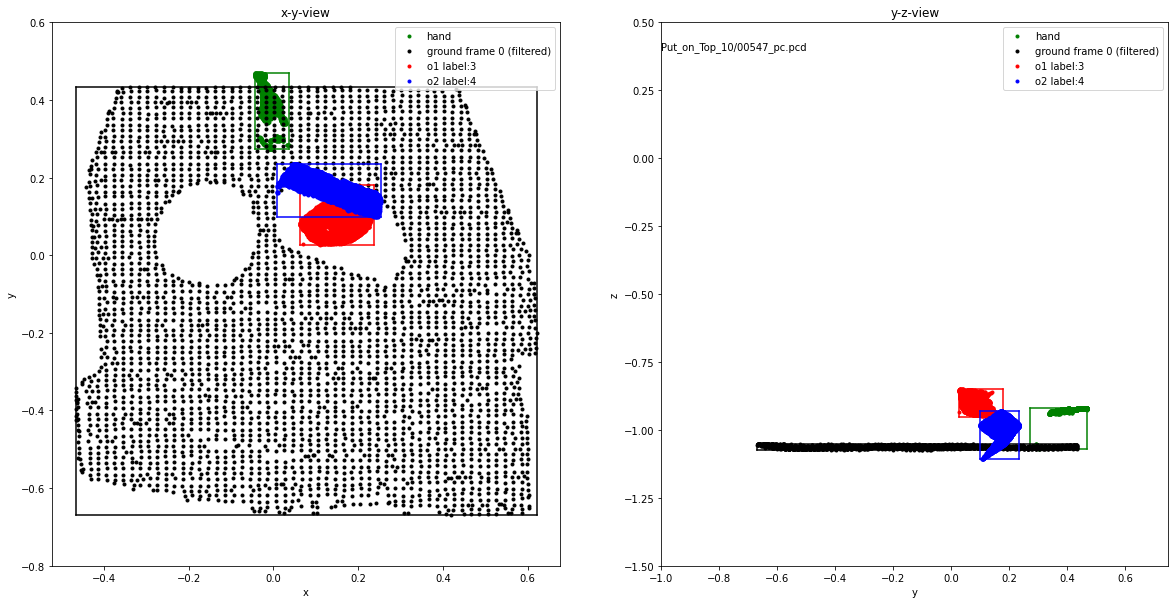 x-y-view
hand
ground frame 0 (filtered)
o1 label:3
o2 label:4
0.6
0.4
0.2
0.0
−0.2
−0.4
−0.6
−0.8
y
−0.4
−0.2
0.0
0.2
0.4
0.6
x
y-z-view
Put_on_Top_10/00547_pc.pcd
hand
ground frame 0 (filtered)
o1 label:3
o2 label:4
0.50
0.25
0.00
−0.25
−0.50
−0.75
−1.00
−1.25
−1.50
z
−1.0
−0.8
−0.6
−0.4
−0.2
0.0
0.2
0.4
0.6
y